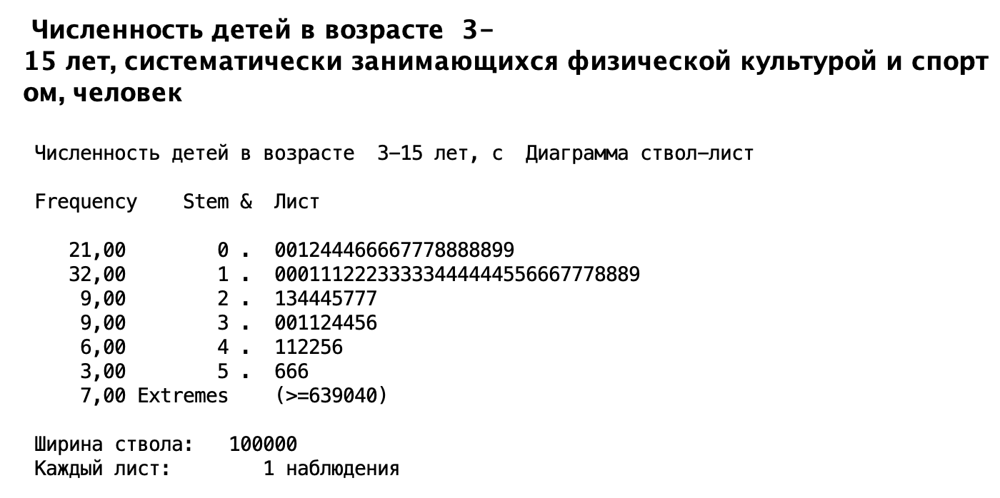 Численность детей в возрасте  3–
15 лет, систематически занимающихся физической культурой и спорт
ом, человек
Численность детей в возрасте  3–15 лет, с  Диаграмма ствол–лист
Frequency    Stem &  Лист
21,00        0 .  001244466667778888899
32,00        1 .  00011122233333444444556667778889
9,00        2 .  134445777
9,00        3 .  001124456
6,00        4 .  112256
3,00        5 .  666
7,00 Extremes    (>=639040)
Ширина ствола:   100000
Каждый лист:        1 наблюдения